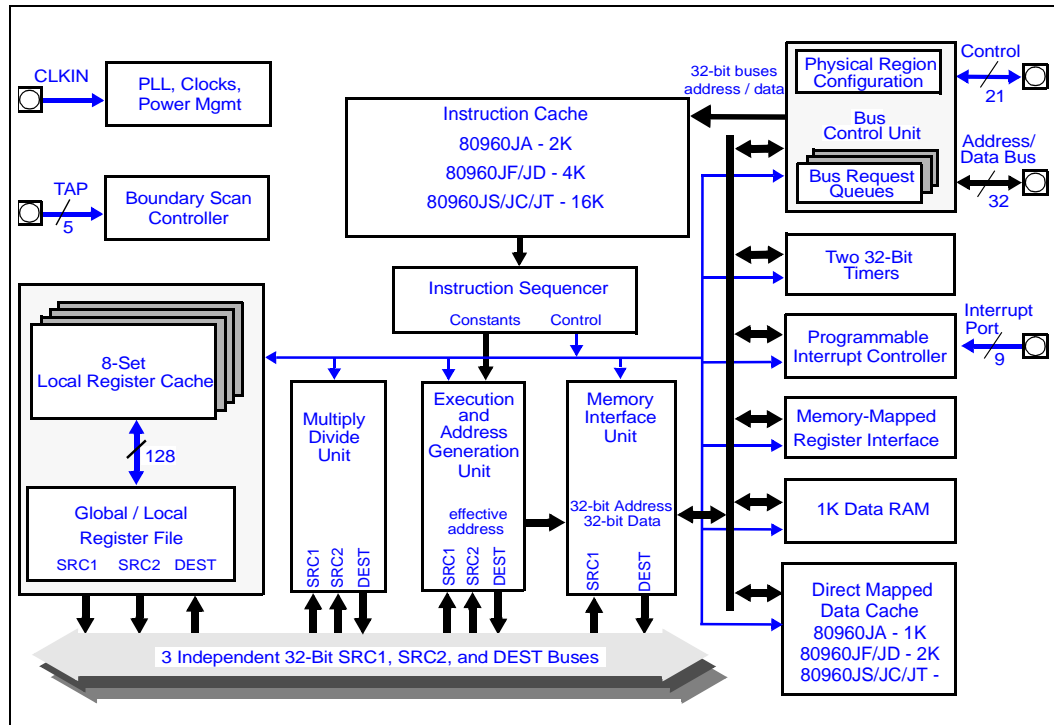 CLKIN
PLL, Clocks,
Power Mgmt
TAP
5
Boundary Scan
Controller
Instruction Cache
80960JA - 2K
80960JF/JD - 4K
80960JS/JC/JT - 16K
32-bit buses
address / data
Physical Region
Configuration
Bus
Control Unit
Bus Request
Queues
Control
21
Address/
Data Bus
32
Instruction Sequencer
Constants Control
Two 32-Bit
Timers
Programmable
Interrupt Controller
Interrupt
Port
9
Memory-Mapped
Register Interface
1K Data RAM
Direct Mapped
Data Cache
80960JA - 1K
80960JF/JD - 2K
80960JS/JC/JT -
8-Set
Local Register Cache
128
Global / Local
Register File
SRC1 SRC2 DEST
Multiply
Divide
Unit
SRC1
SRC2
DEST
Execution
and
Address
Generation
Unit
effective
address
SRC1
SRC2
DEST
Memory
Interface
Unit
32-bit Address
32-bit Data
SRC1
DEST
3 Independent 32-Bit SRC1, SRC2, and DEST Buses